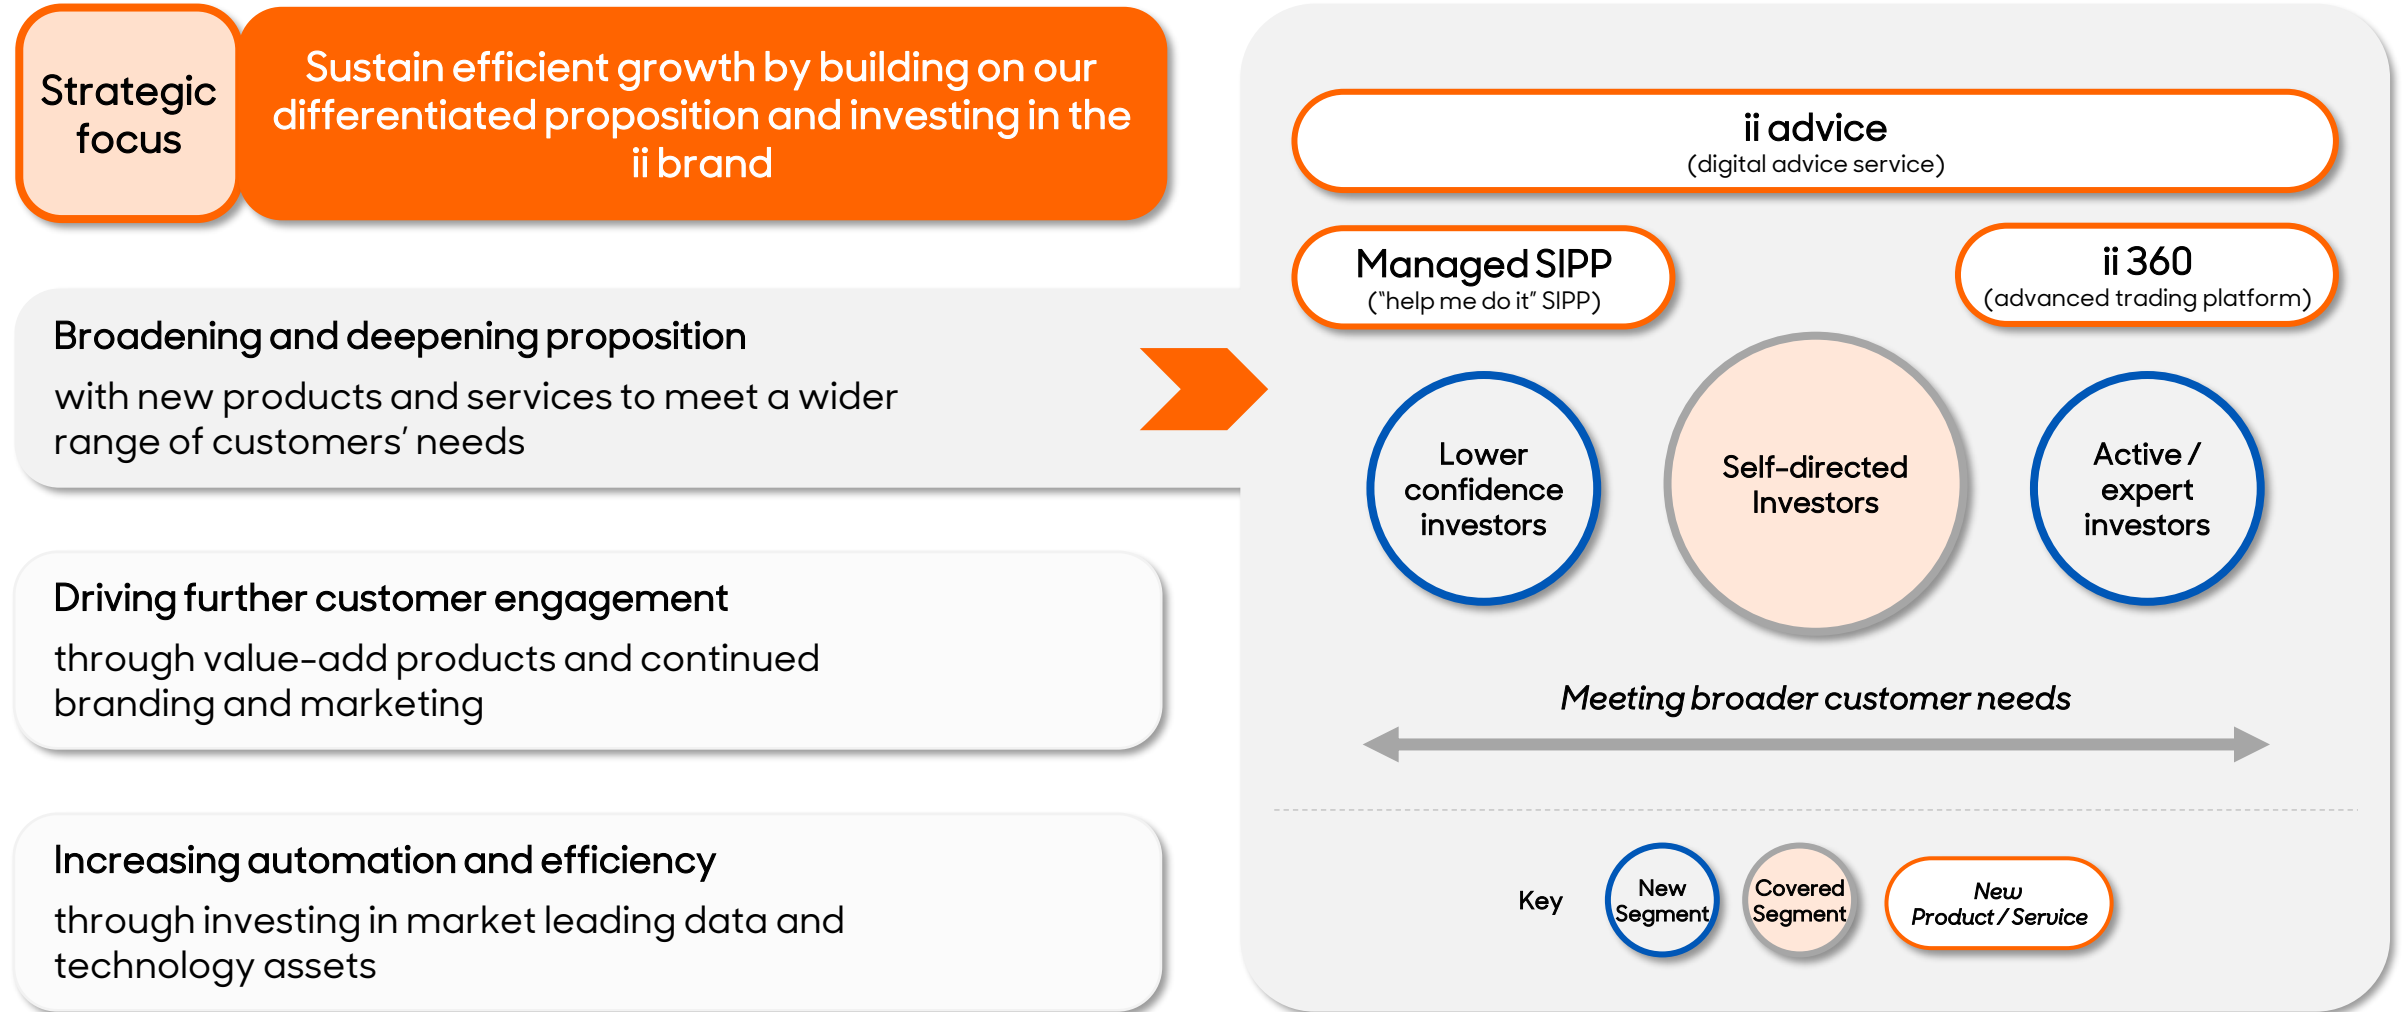 Strategic
focus
Sustain efficient growth by building on our
differentiated proposition and investing in the
ii brand
Broadening and deepening proposition
with new products and services to meet a wider
range of customers’ needs
Driving further customer engagement
through value-add products and continued
branding and marketing
Increasing automation and efficiency
through investing in market leading data and
technology assets
ii advice
(digital advice service)
Managed SIPP
(“help me do it” SIPP)
ii 360
(advanced trading platform)
Lower
confidence
investors
Self-directed
Investors
Active /
expert
investors
Meeting broader customer needs
Key
New
Segment
Covered
Segment
New
Product / Service